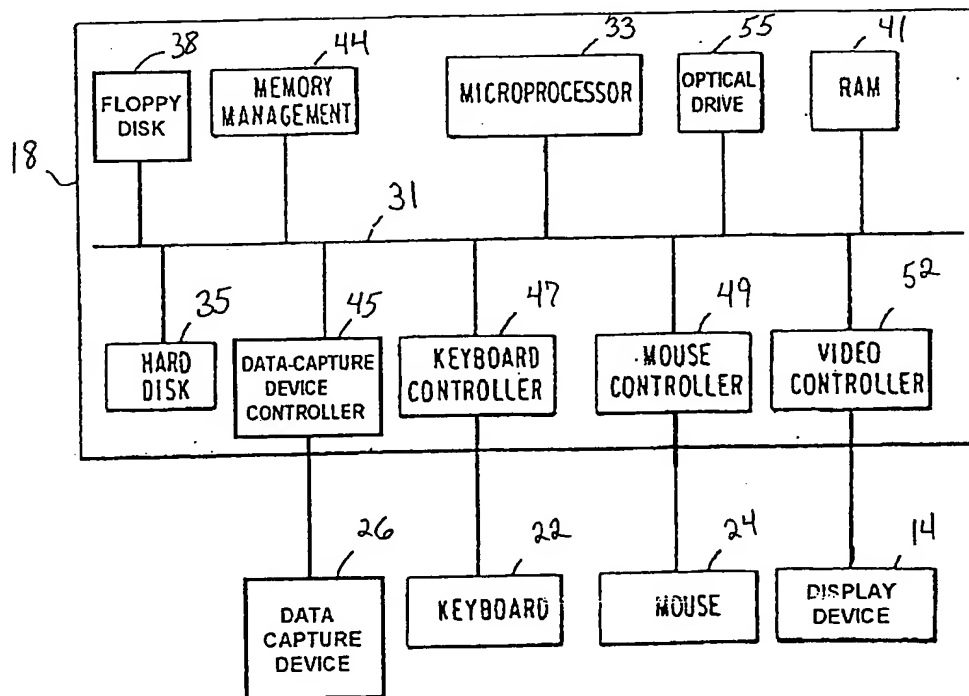 38
44
33
55
41
FLOPPY
DISK
MEMORY
MANAGEMENT
MICROPROCESSOR
OPTICAL
DRIVE
RAM
18
31
35
45
47
49
52
HARD
DISK
DATA-CAPTURE
DEVICE
CONTROLLER
KEYBOARD
CONTROLLER
MOUSE
CONTROLLER
VIDEO
CONTROLLER
26
22
24
14
DATA
CAPTURE
DEVICE
KEYBOARD
MOUSE
DISPLAY
DEVICE